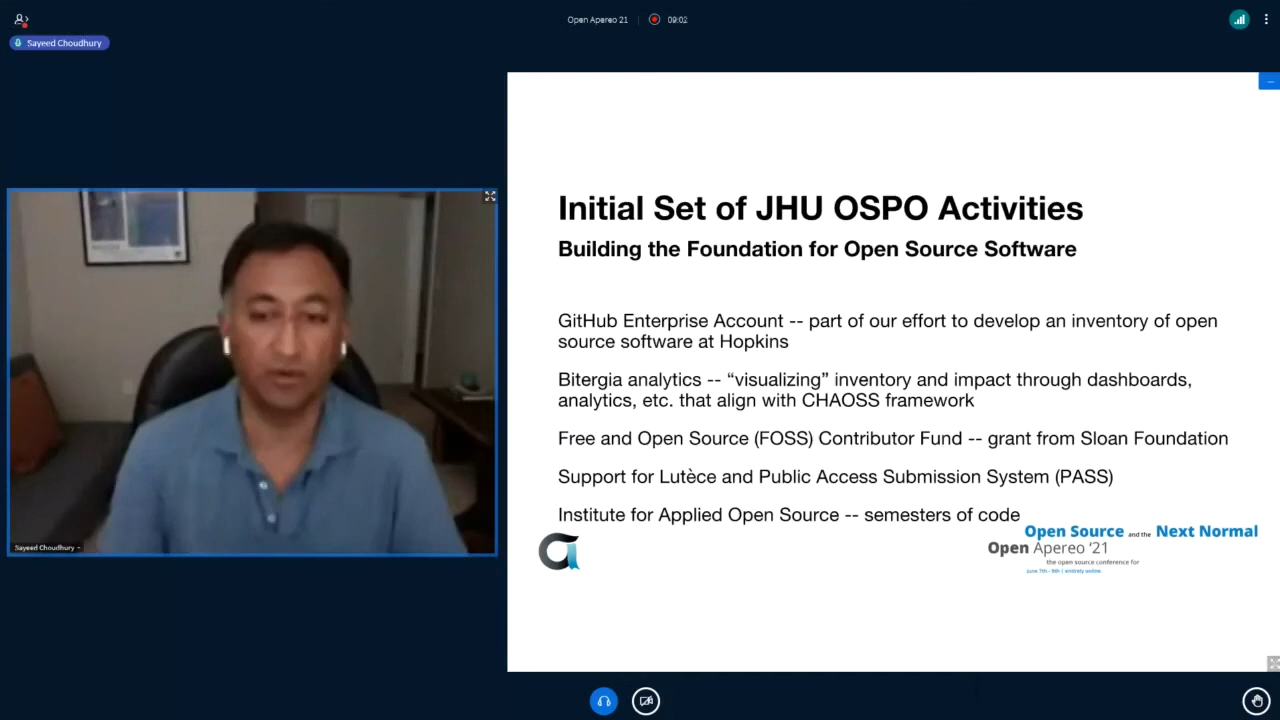 Open Apereo 21
09:02
Sayeed Choudhury
Initial Set of JHU OSPO Activities
Building the Foundation for Open Source Software
GitHub Enterprise Account -- part of our effort to develop an inventory of open
source software at Hopkins
Bitergia analytics -- “visualizing” inventory and impact through dashboards,
analytics, etc. that align with CHAOSS framework
Free and Open Source (FOSS) Contributor Fund -- grant from Sloan Foundation
Support for Lutèce and Public Access Submission System (PASS)
Institute for Applied Open Source -- semesters of code
Open Source and the Next Normal
Open Apereo ‘21
the open source conference for
June 7th - 9th | entirely online.
Sayeed Choudhury